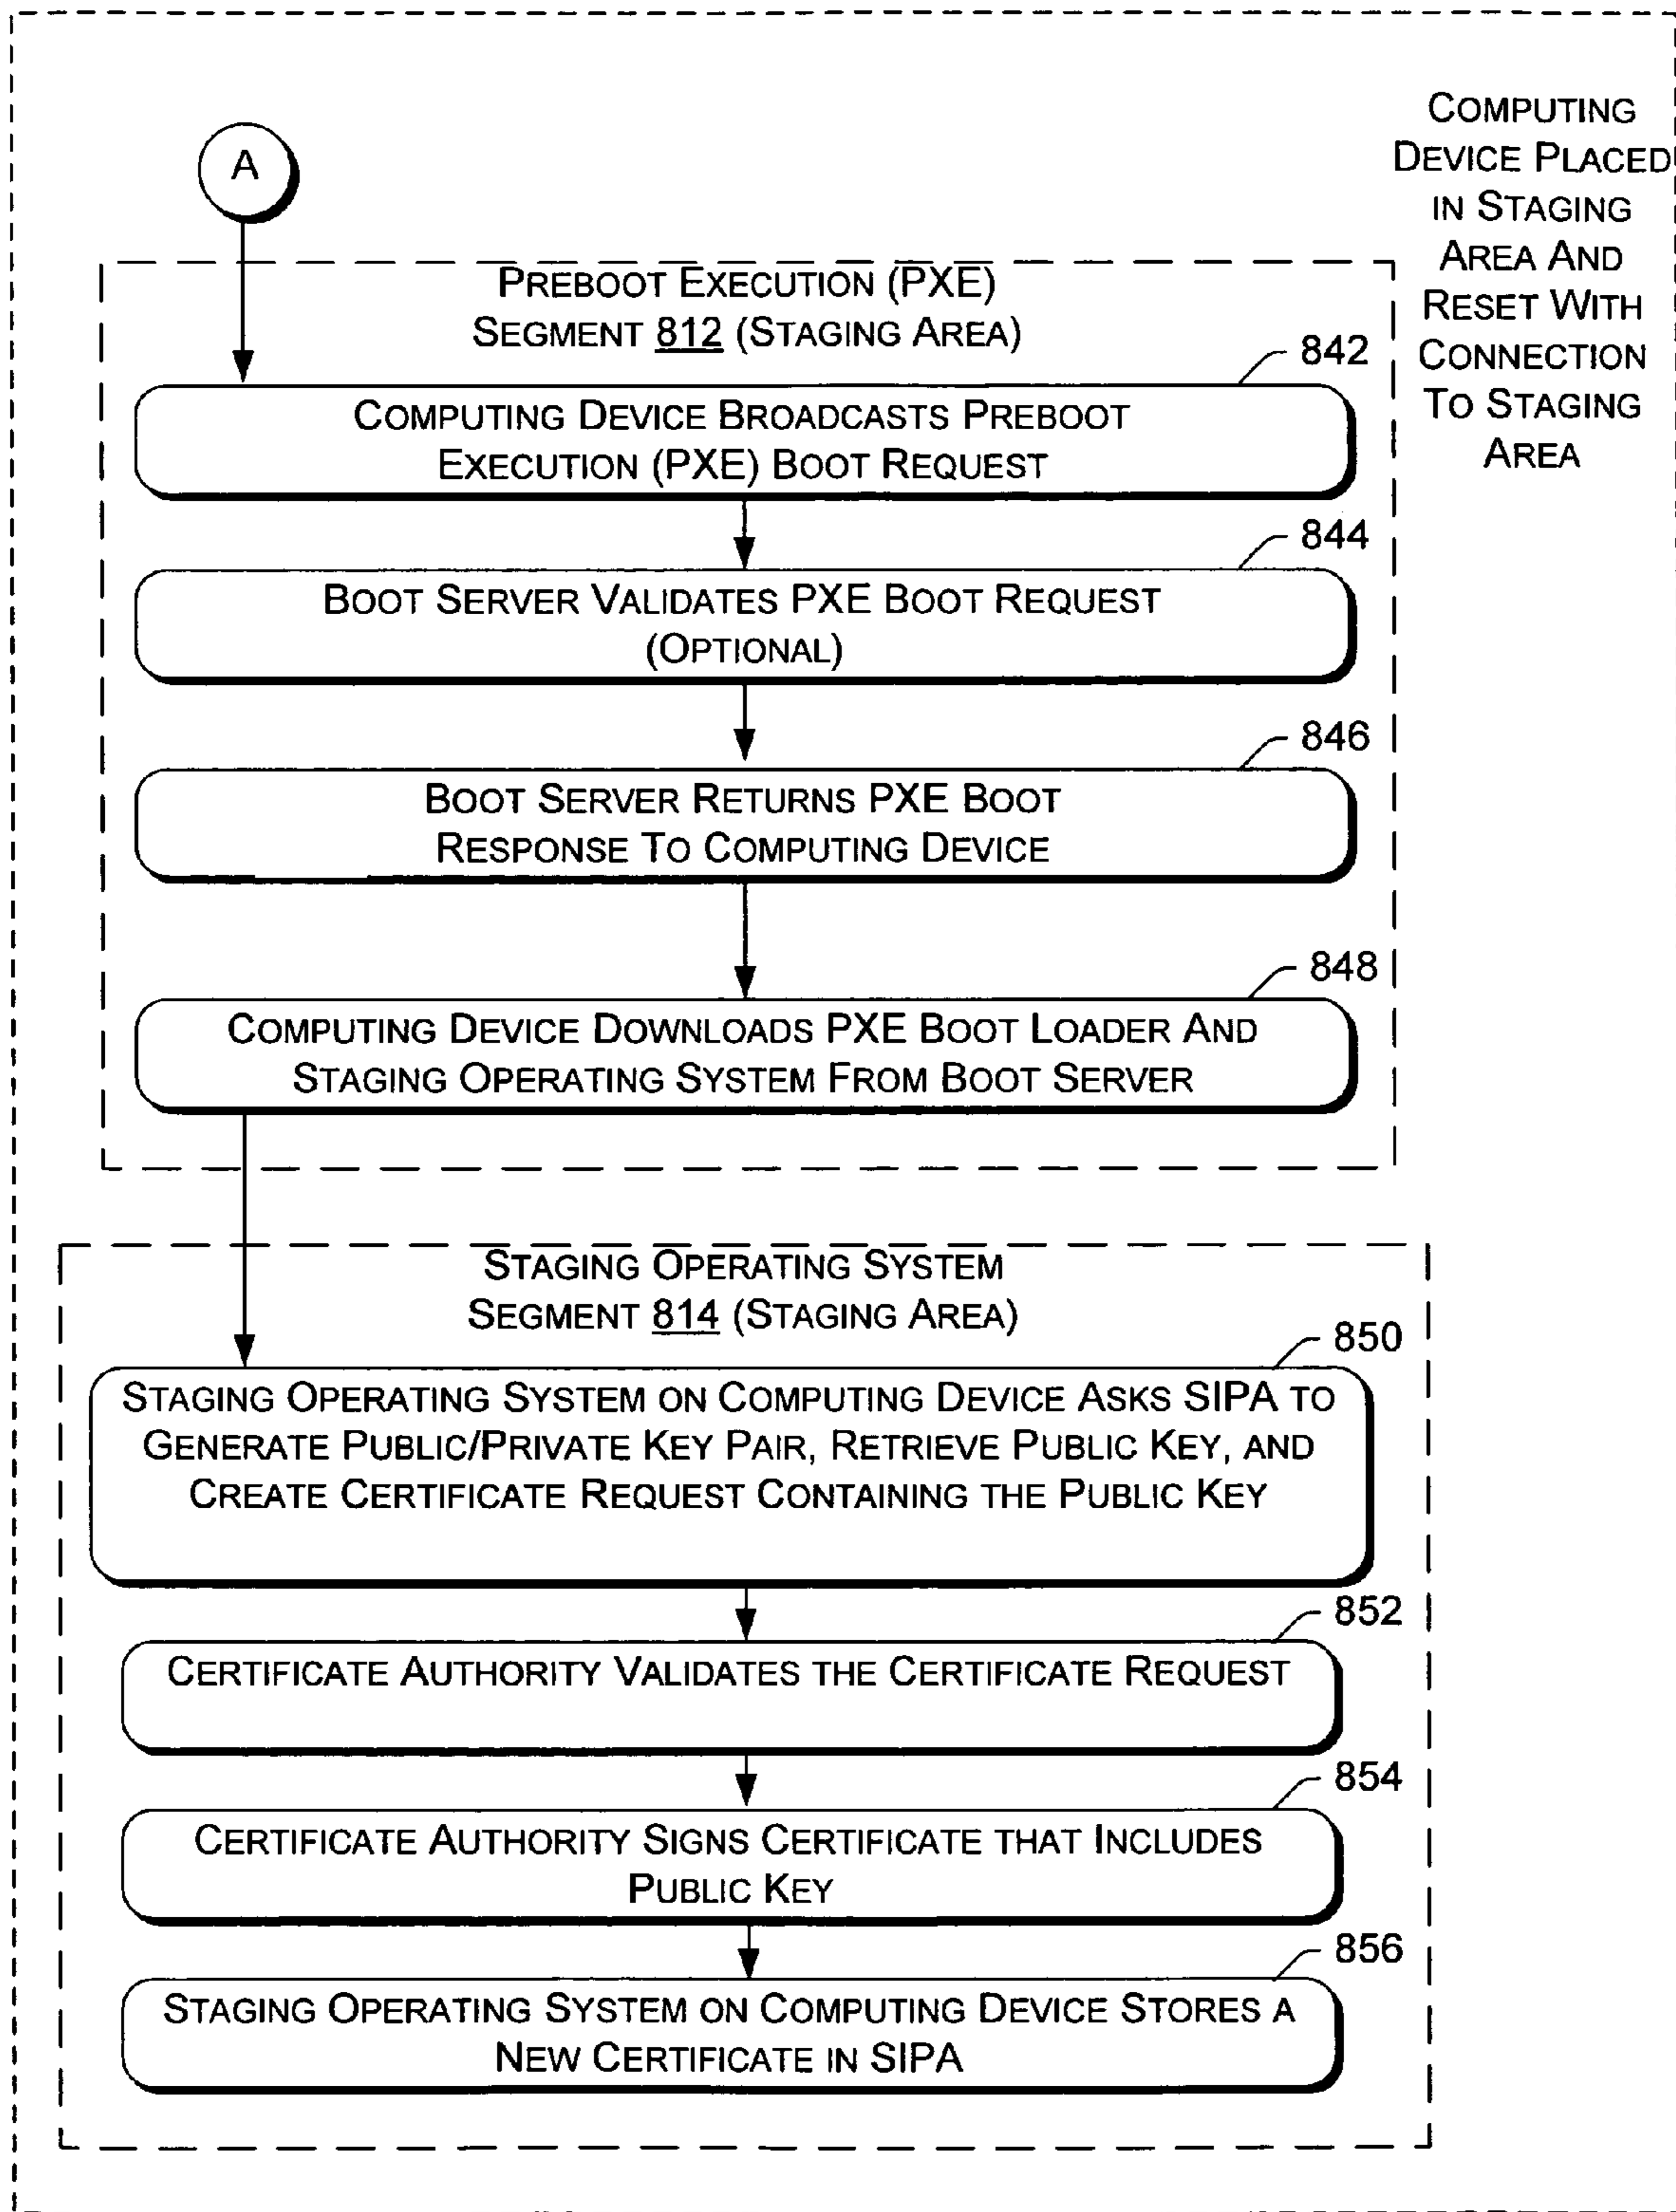 A
COMPUTING
DEVICE PLACED
IN STAGING
AREA AND
RESET WITH
CONNECTION
TO STAGING
AREA
PREBOOT EXECUTION (PXE)
SEGMENT 812 (STAGING AREA)
842
COMPUTING DEVICE BROADCASTS PREBOOT
EXECUTION (PXE) BOOT REQUEST
844
BOOT SERVER VALIDATES PXE BOOT REQUEST
(OPTIONAL)
846
BOOT SERVER RETURNS PXE BOOT
RESPONSE TO COMPUTING DEVICE
848
COMPUTING DEVICE DOWNLOADS PXE BOOT LOADER AND
STAGING OPERATING SYSTEM FROM BOOT SERVER
STAGING OPERATING SYSTEM
SEGMENT 814 (STAGING AREA)
850
STAGING OPERATING SYSTEM ON COMPUTING DEVICE ASKS SIPA TO
GENERATE PUBLIC/PRIVATE KEY PAIR, RETRIEVE PUBLIC KEY, AND
CREATE CERTIFICATE REQUEST CONTAINING THE PUBLIC KEY
852
CERTIFICATE AUTHORITY VALIDATES THE CERTIFICATE REQUEST
854
CERTIFICATE AUTHORITY SIGNS CERTIFICATE THAT INCLUDES
PUBLIC KEY
856
STAGING OPERATING SYSTEM ON COMPUTING DEVICE STORES A
NEW CERTIFICATE IN SIPA